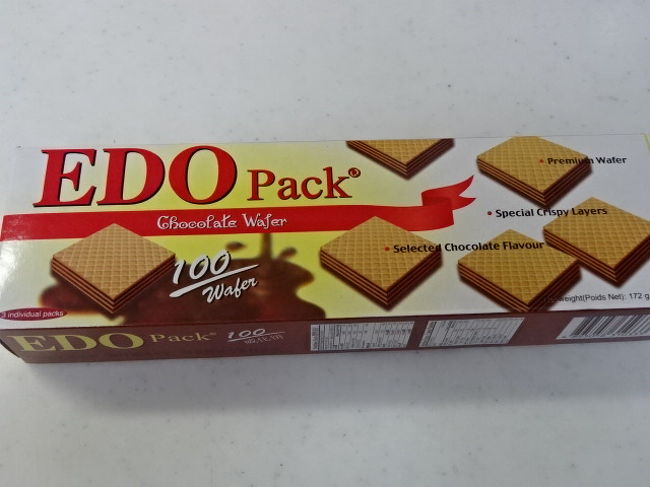 EDO Pack®
Chocolate Wafer
100
Wafer
• Premium Wafer
• Special Crispy Layers
• Selected Chocolate Flavour
3 individual packs
weight(Poids Net): 172 g
EDO Pack® 100